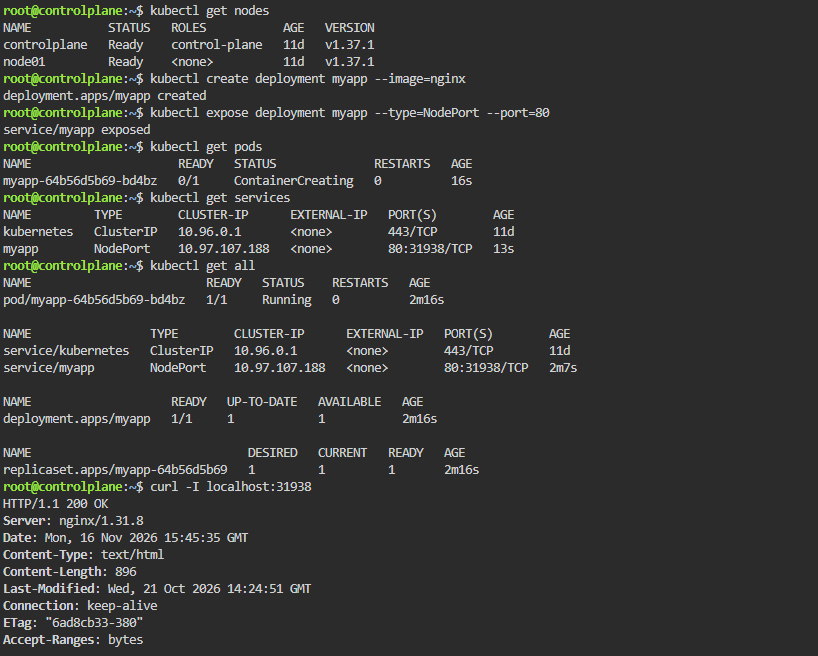 root@controlplane:~$ kubectl get nodes
NAME           STATUS   ROLES           AGE   VERSION
controlplane   Ready    control-plane   11d   v1.37.1
node01         Ready    <none>          11d   v1.37.1
root@controlplane:~$ kubectl create deployment myapp --image=nginx
deployment.apps/myapp created
root@controlplane:~$ kubectl expose deployment myapp --type=NodePort --port=80
service/myapp exposed
root@controlplane:~$ kubectl get pods
NAME                     READY   STATUS              RESTARTS   AGE
myapp-64b56d5b69-bd4bz   0/1     ContainerCreating   0          16s
root@controlplane:~$ kubectl get services
NAME         TYPE        CLUSTER-IP      EXTERNAL-IP   PORT(S)        AGE
kubernetes   ClusterIP   10.96.0.1       <none>        443/TCP        11d
myapp        NodePort    10.97.107.188   <none>        80:31938/TCP   13s
root@controlplane:~$ kubectl get all
NAME                         READY   STATUS    RESTARTS   AGE
pod/myapp-64b56d5b69-bd4bz   1/1     Running   0          2m16s

NAME                 TYPE        CLUSTER-IP      EXTERNAL-IP   PORT(S)        AGE
service/kubernetes   ClusterIP   10.96.0.1       <none>        443/TCP        11d
service/myapp        NodePort    10.97.107.188   <none>        80:31938/TCP   2m7s

NAME                    READY   UP-TO-DATE   AVAILABLE   AGE
deployment.apps/myapp   1/1     1            1           2m16s

NAME                               DESIRED   CURRENT   READY   AGE
replicaset.apps/myapp-64b56d5b69   1         1         1       2m16s
root@controlplane:~$ curl -I localhost:31938
HTTP/1.1 200 OK
Server: nginx/1.31.8
Date: Mon, 16 Nov 2026 15:45:35 GMT
Content-Type: text/html
Content-Length: 896
Last-Modified: Wed, 21 Oct 2026 14:24:51 GMT
Connection: keep-alive
ETag: "6ad8cb33-380"
Accept-Ranges: bytes